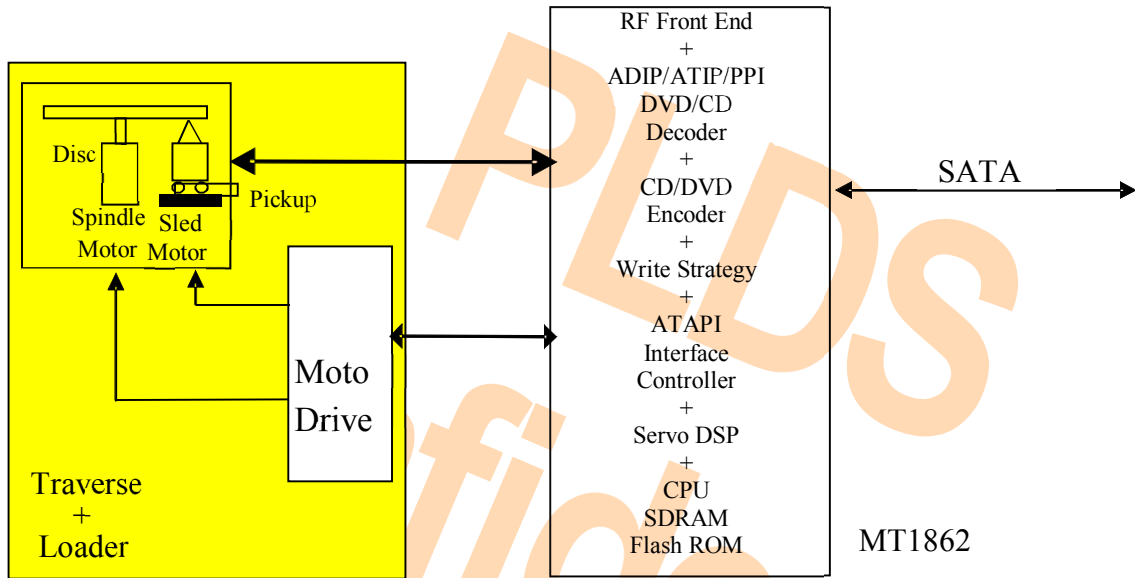 RF Front End
+
ADIP/ATIP/PPI
DVD/CD
Decoder
+
CD/DVD
Encoder
+
Write Strategy
+
ATAPI
Interface
Controller
+
Servo DSP
+
CPU
SDRAM
Flash ROM
Disc
Pickup
Spindle
Motor
Sled
Motor
Moto
Drive
Traverse
+
Loader
SATA
MT1862
PLDS